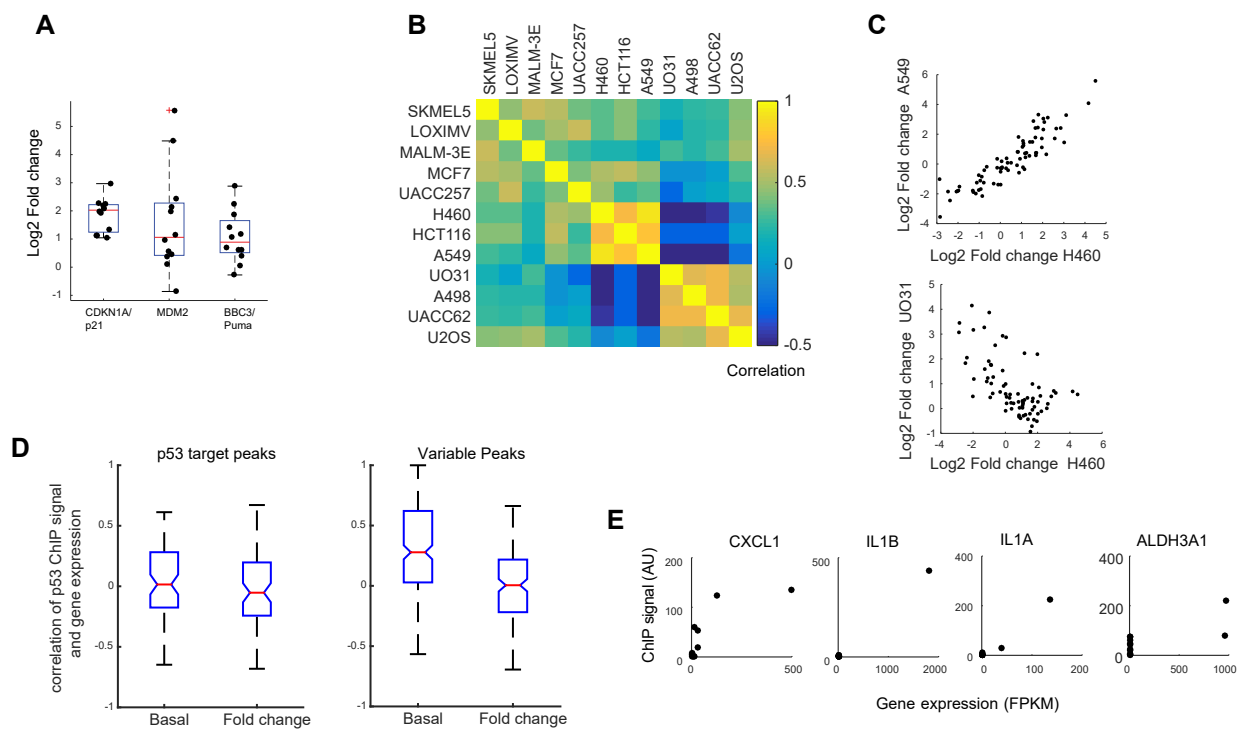 A
Log2 Fold change
5
4
3
2
1
0
-1
CDKN1A/
p21
MDM2
BBC3/
Puma
B
SKMEL5
LOXIMV
MALM-3E
MCF7
UACC257
H460
HCT116
A549
UO31
A498
UACC62
U2OS
SKMEL5
LOXIMV
MALM-3E
MCF7
UACC257
H460
HCT116
A549
UO31
A498
UACC62
U2OS
1
0.5
0
-0.5
Correlation
C
Log2 Fold change A549
6
4
2
0
-2
-4
-3 -2 -1 0 1 2 3 4 5
Log2 Fold change H460
Log2 Fold change UO31
5
4
3
2
1
0
-1
-4 -2 0 2 4 6
Log2 Fold change H460
D
correlation of p53 ChIP signal
and gene expression
p53 target peaks
1
0.5
0
-0.5
-1
Basal Fold change
Variable Peaks
1
0.5
0
-0.5
-1
Basal Fold change
E
ChIP signal (AU)
CXCL1
200
100
0
0 500
IL1B
500
0
0 1000 2000
IL1A
400
200
0
0 100 200
ALDH3A1
400
200
0
0 500 1000
Gene expression (FPKM)